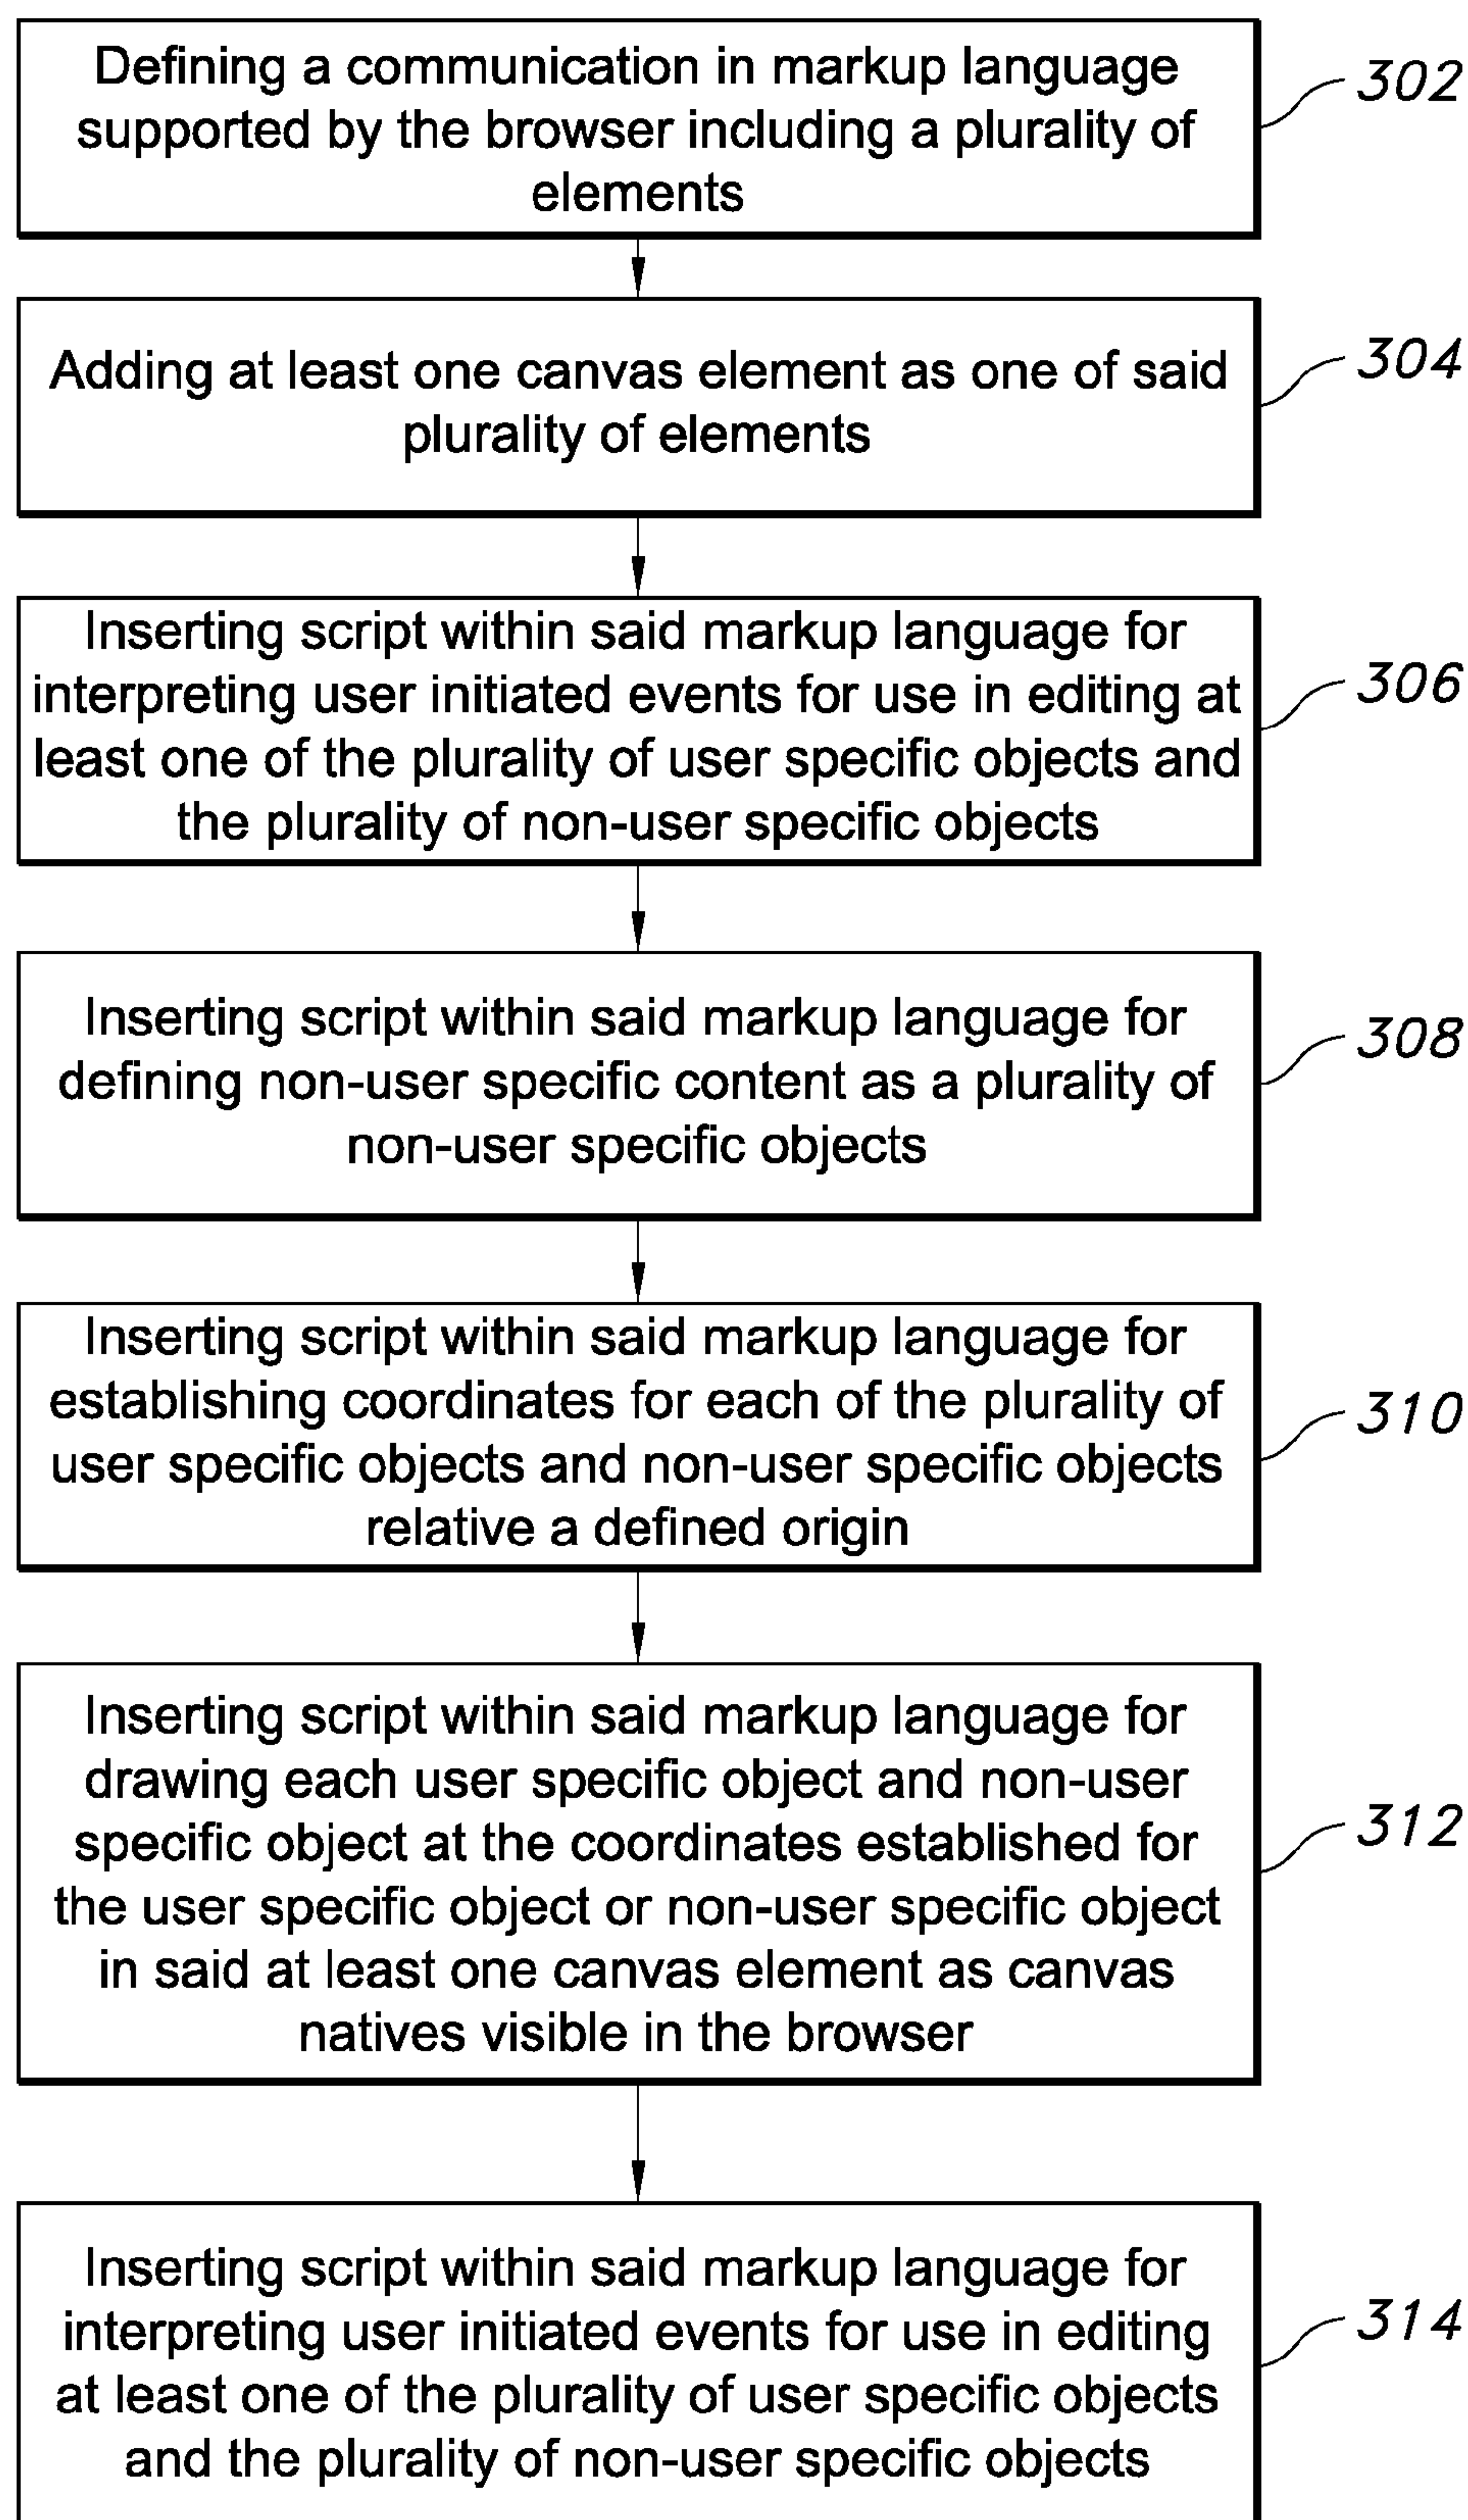 Defining a communication in markup language
supported by the browser including a plurality of
elements
302
Adding at least one canvas element as one of said
plurality of elements
304
Inserting script within said markup language for
interpreting user initiated events for use in editing at
least one of the plurality of user specific objects and
the plurality of non-user specific objects
306
Inserting script within said markup language for
defining non-user specific content as a plurality of
non-user specific objects
308
Inserting script within said markup language for
establishing coordinates for each of the plurality of
user specific objects and non-user specific objects
relative a defined origin
310
Inserting script within said markup language for
drawing each user specific object and non-user
specific object at the coordinates established for
the user specific object or non-user specific object
in said at least one canvas element as canvas
natives visible in the browser
312
Inserting script within said markup language for
interpreting user initiated events for use in editing
at least one of the plurality of user specific objects
and the plurality of non-user specific objects
314